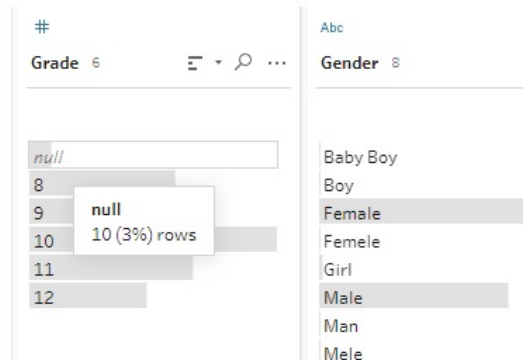 #
Grade 6
null
8
9
10
11
12
null
10 (3%) rows
Abc
Gender 8
Baby Boy
Boy
Female
Femele
Girl
Male
Man
Mele